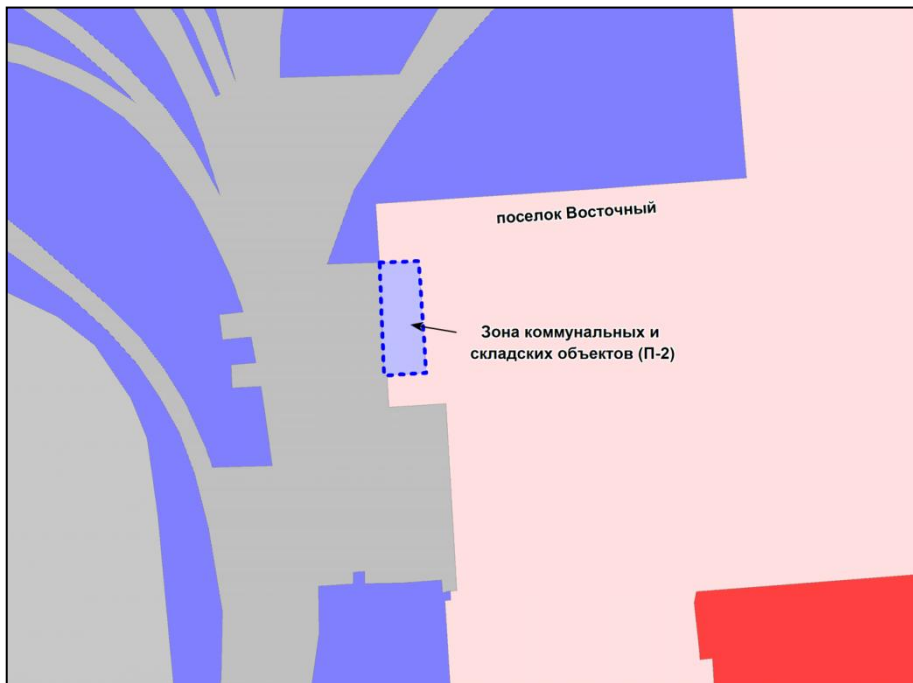 поселок Восточный
Зона коммунальных и
складских объектов (П-2)